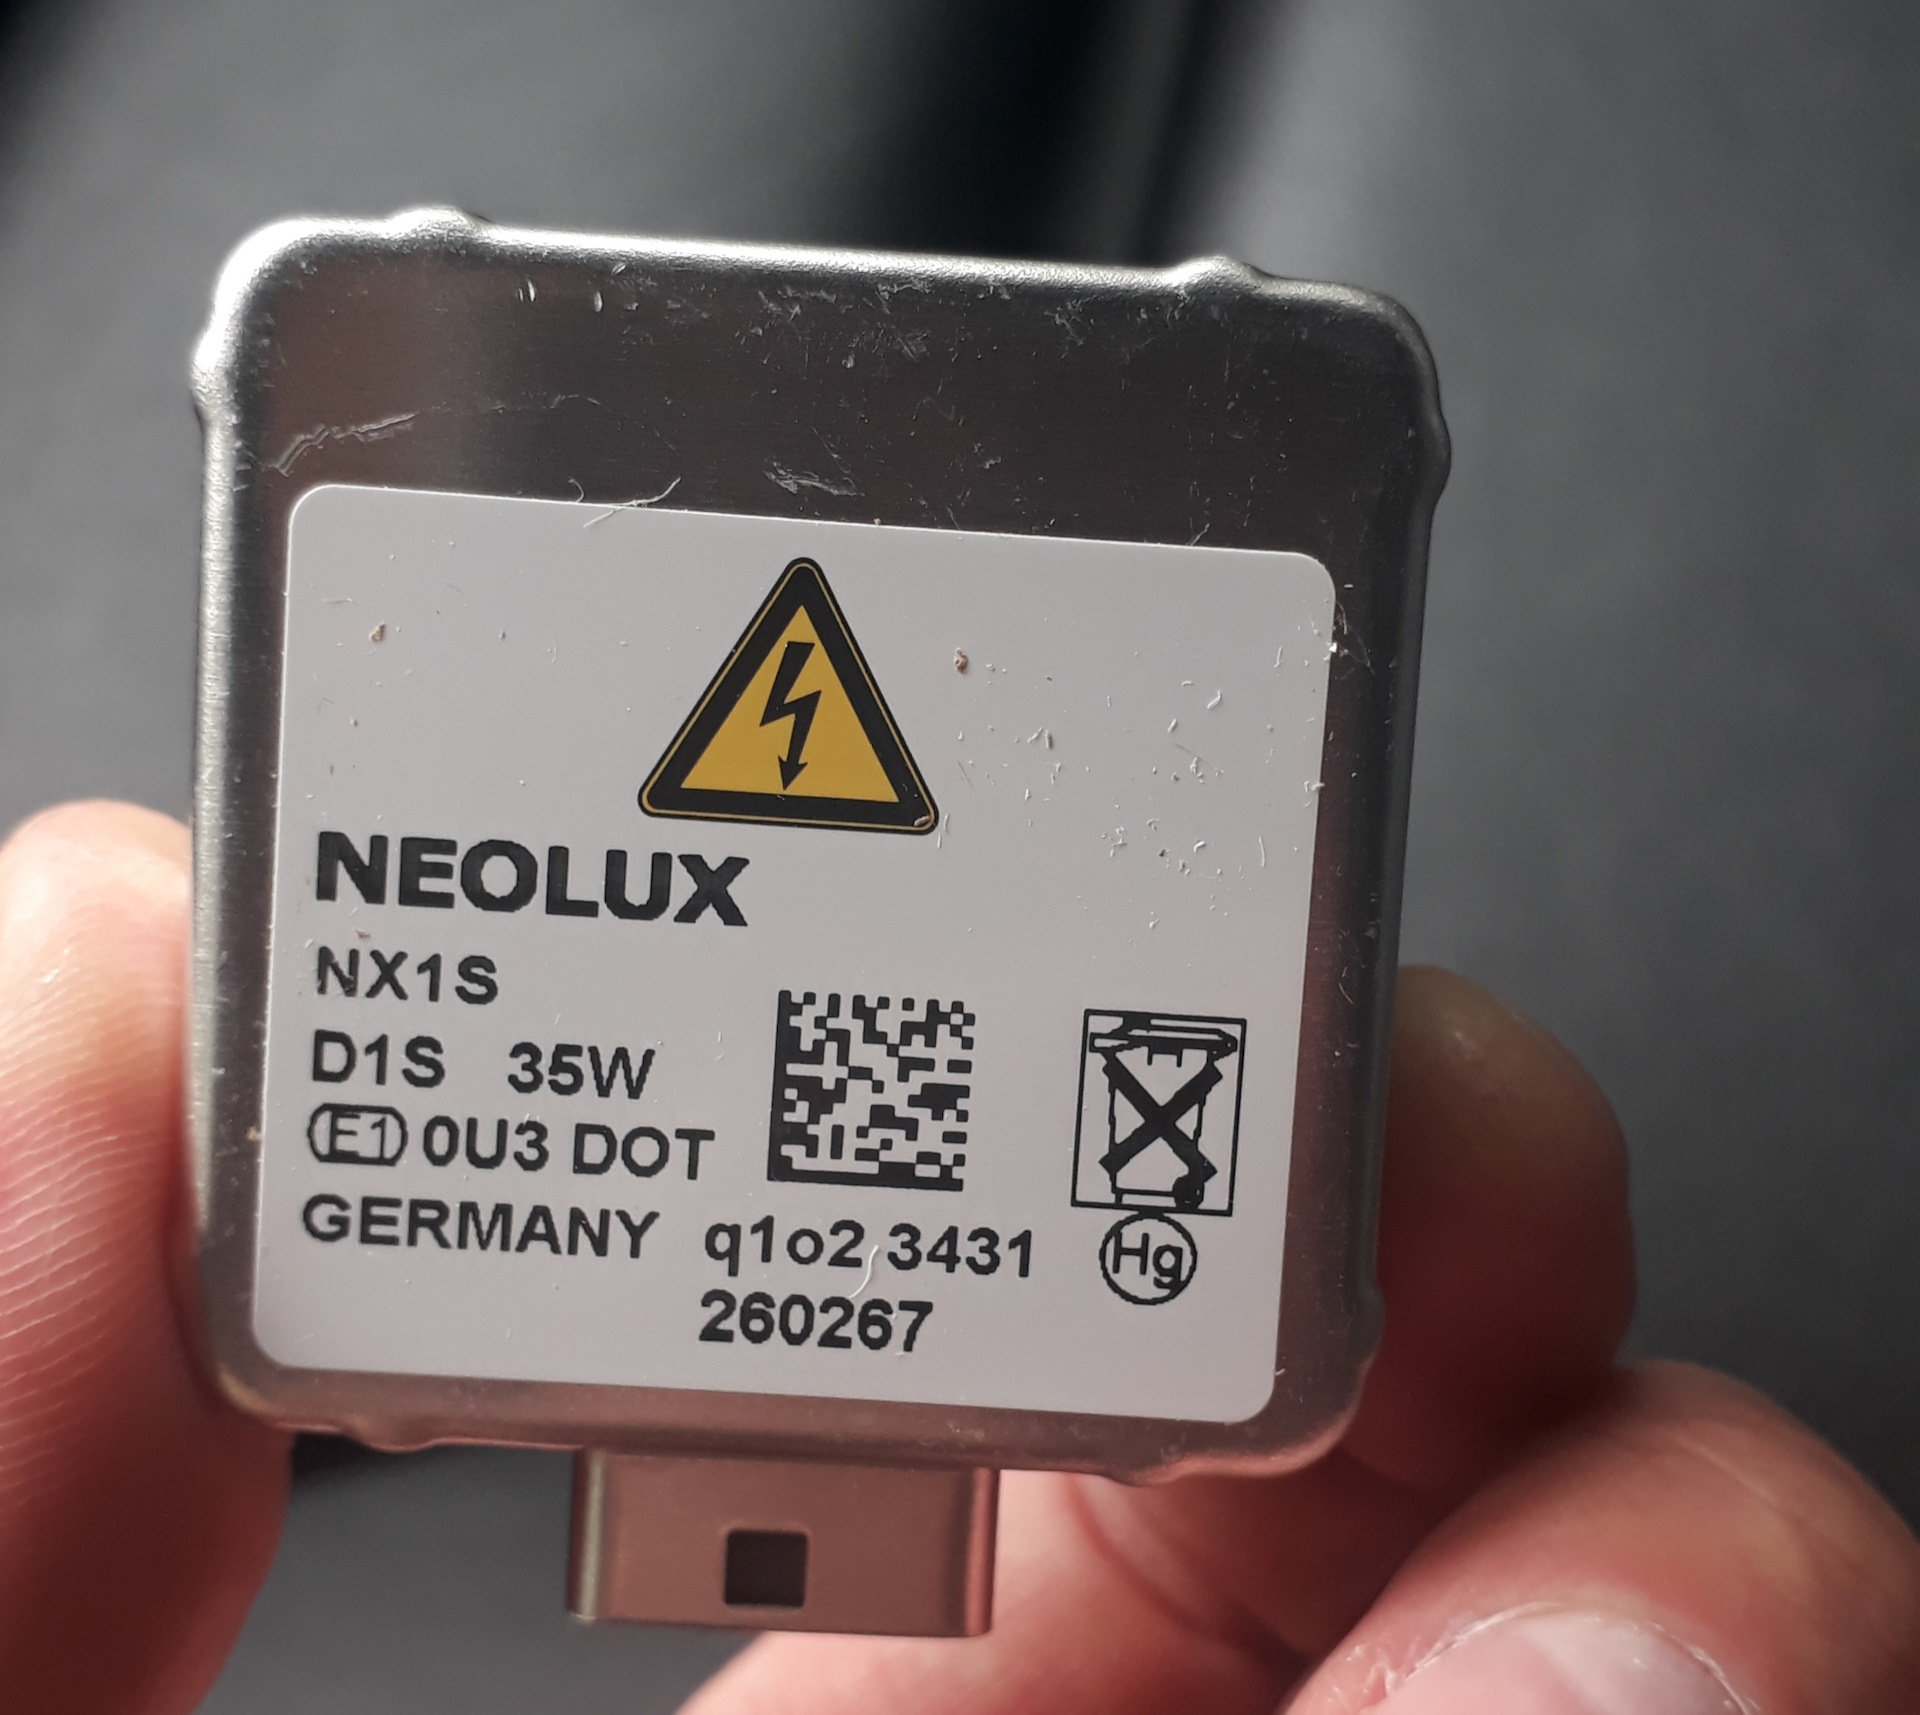 NEOLUX
NX1S
D1S 35W
E1 0U3 DOT
GERMANY q1o2 3431
260267
Hg